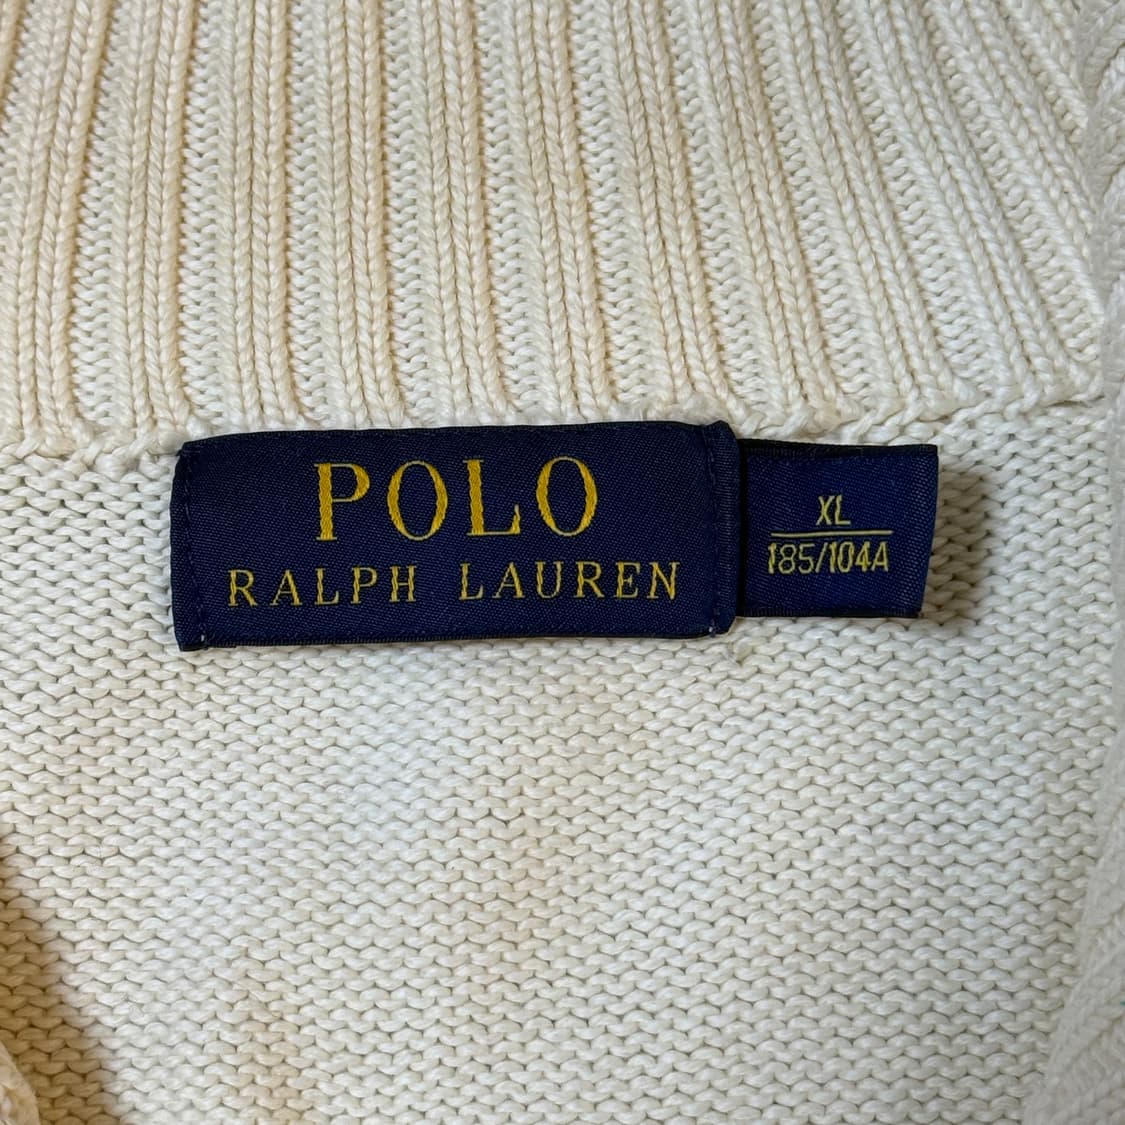 POLO
RALPH LAUREN
XL
185/104A